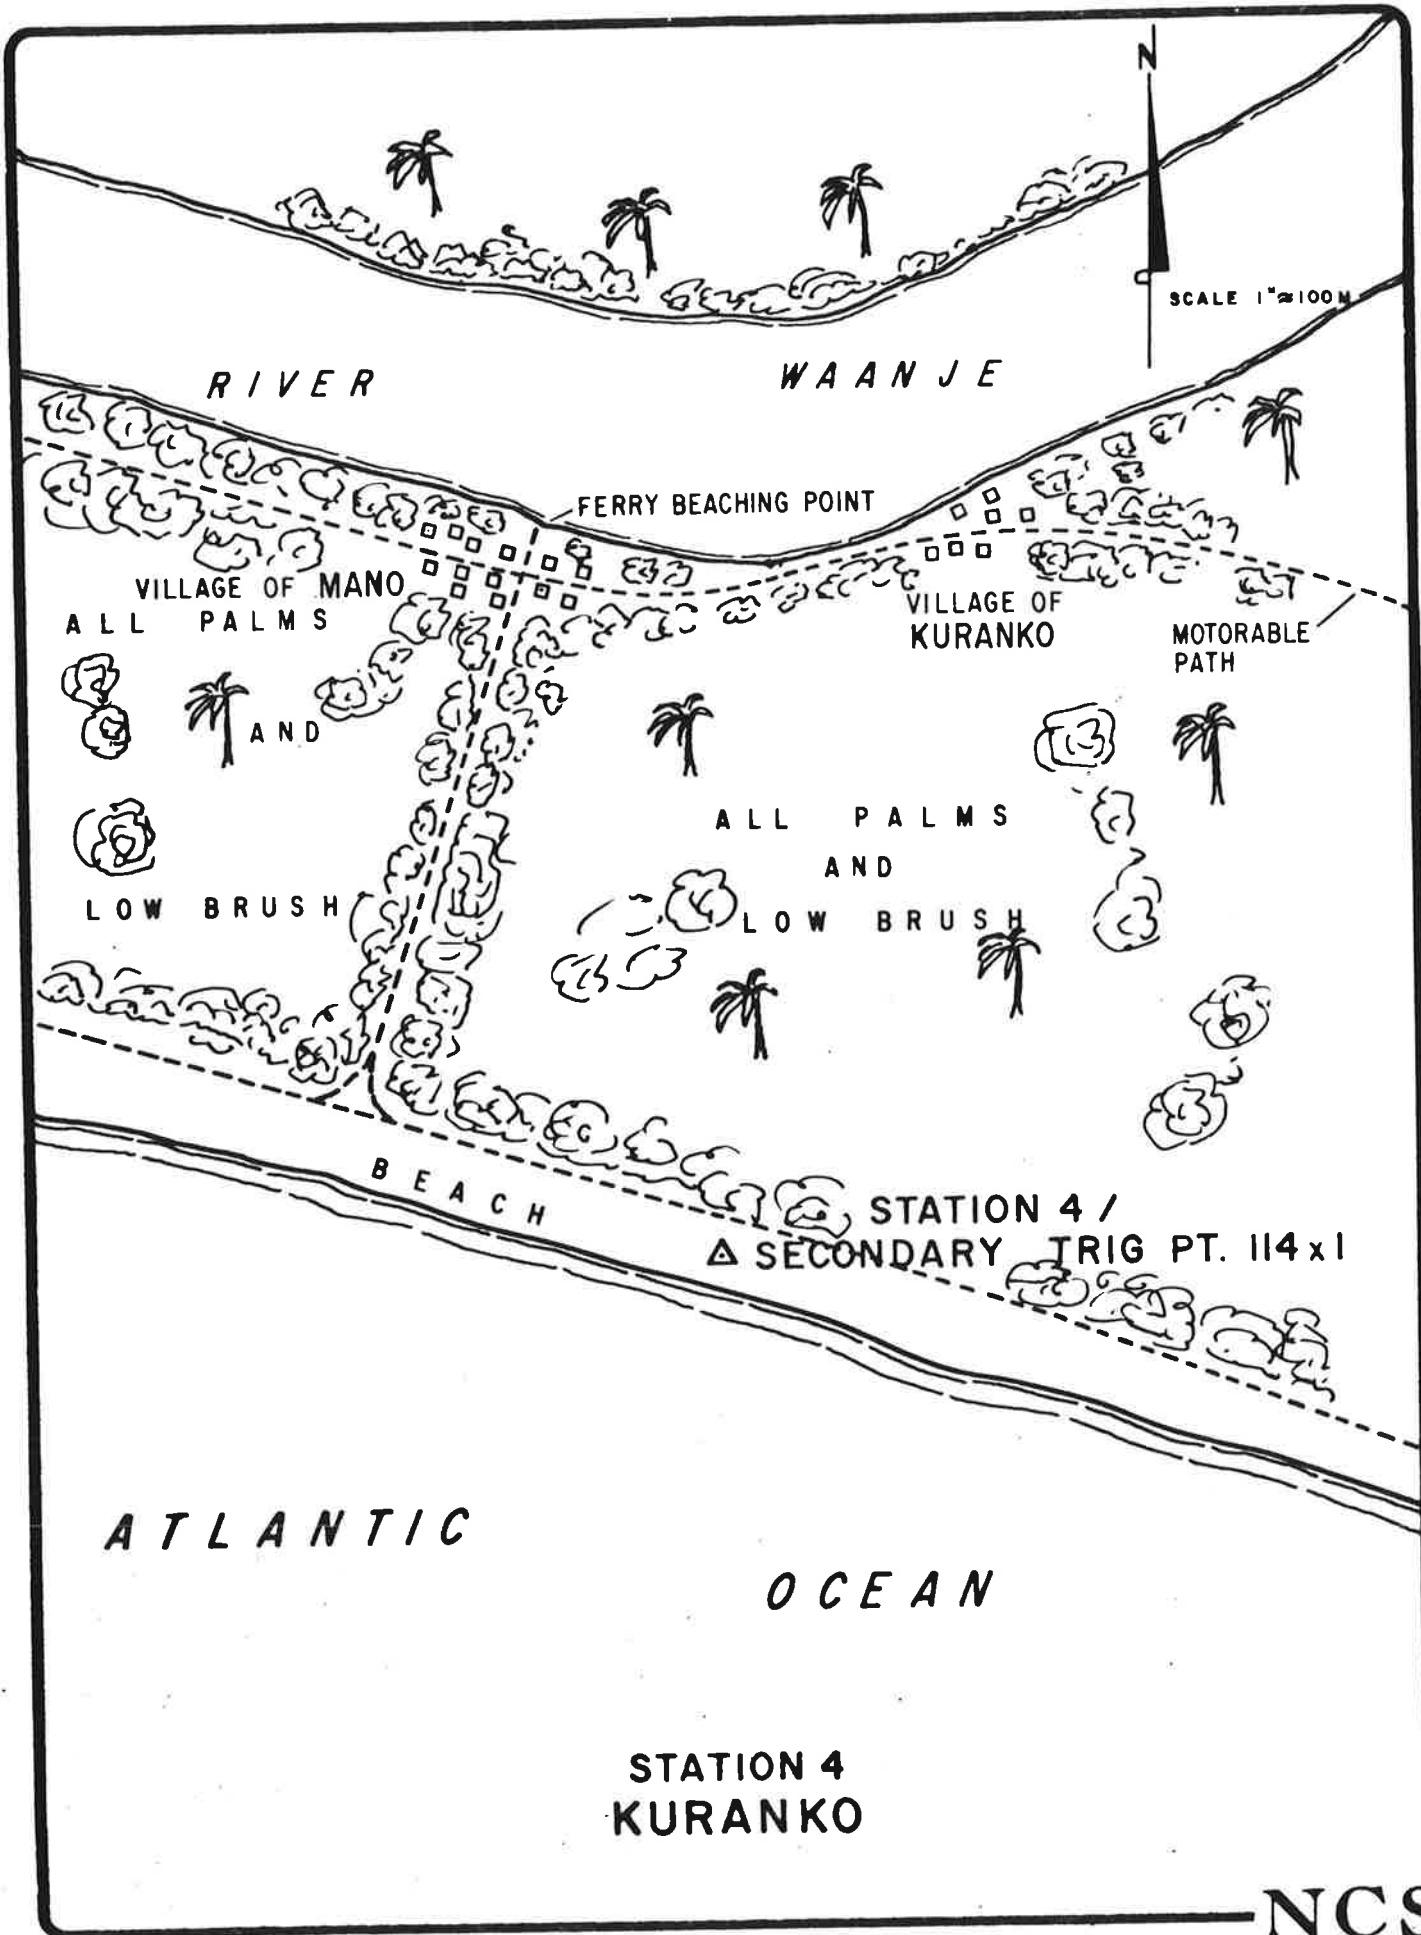 N
SCALE 1"≈100M
RIVER WAANJE
FERRY BEACHING POINT
VILLAGE OF MANO
VILLAGE OF
KURANKO
MOTORABLE
PATH
ALL PALMS
AND
LOW BRUSH
ALL PALMS
AND
LOW BRUSH
BEACH
STATION 4 /
SECONDARY TRIG PT. 114x1
ATLANTIC
OCEAN
STATION 4
KURANKO
NCS